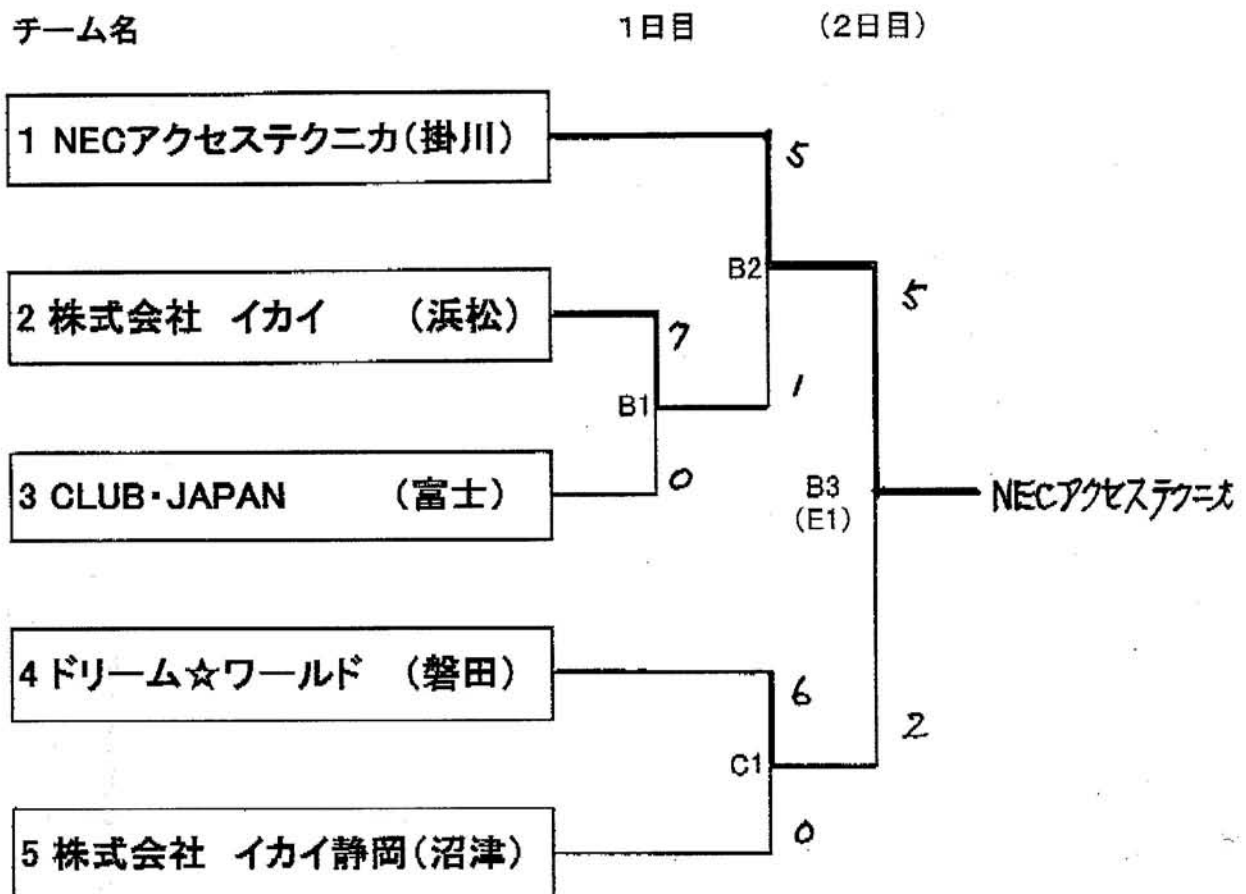 チーム名 1日目 (2日目)
1 NECアクセステクニカ(掛川)
5
B2
5
2 株式会社 イカイ (浜松)
7
1
B1
3 CLUB・JAPAN (富士)
0
B3
(E1)
NECアクセステクニカ
4 ドリーム☆ワールド (磐田)
6
2
C1
5 株式会社 イカイ静岡(沼津)
0